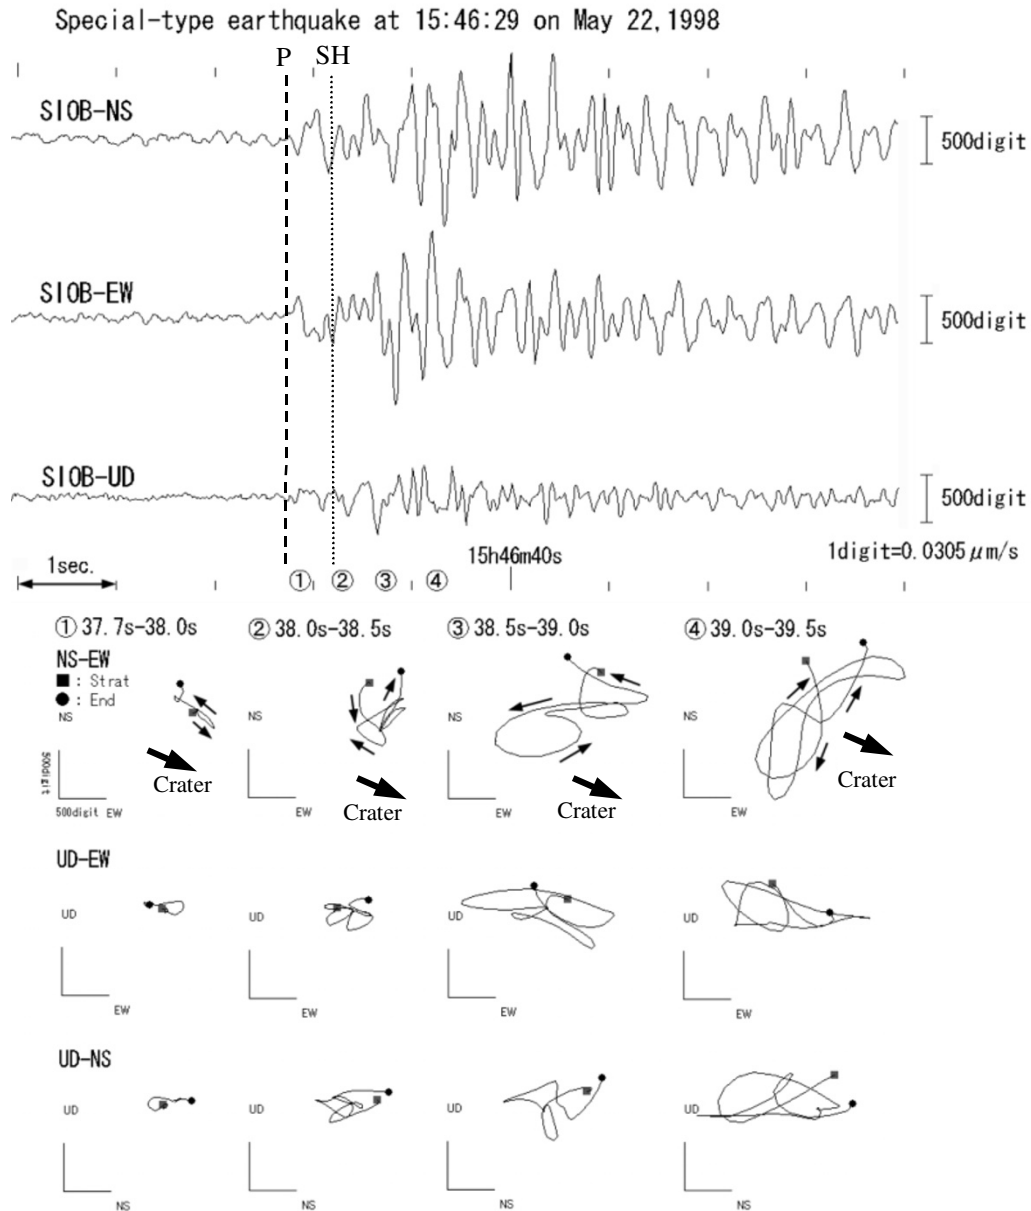 Special-type earthquake at 15:46:29 on May 22,1998
P SH
SIOB-NS
500digit
SIOB-EW
500digit
SIOB-UD
500digit
15h46m40s
1digit=0.0305μm/s
1sec.
① ② ③ ④
① 37.7s-38.0s ② 38.0s-38.5s ③ 38.5s-39.0s ④ 39.0s-39.5s
NS-EW
■ : Strat
● : End
NS NS NS NS
500digit
Crater Crater Crater Crater
500digit EW EW EW EW
UD-EW
UD UD UD UD
EW EW EW EW
UD-NS
UD UD UD UD
NS NS NS NS